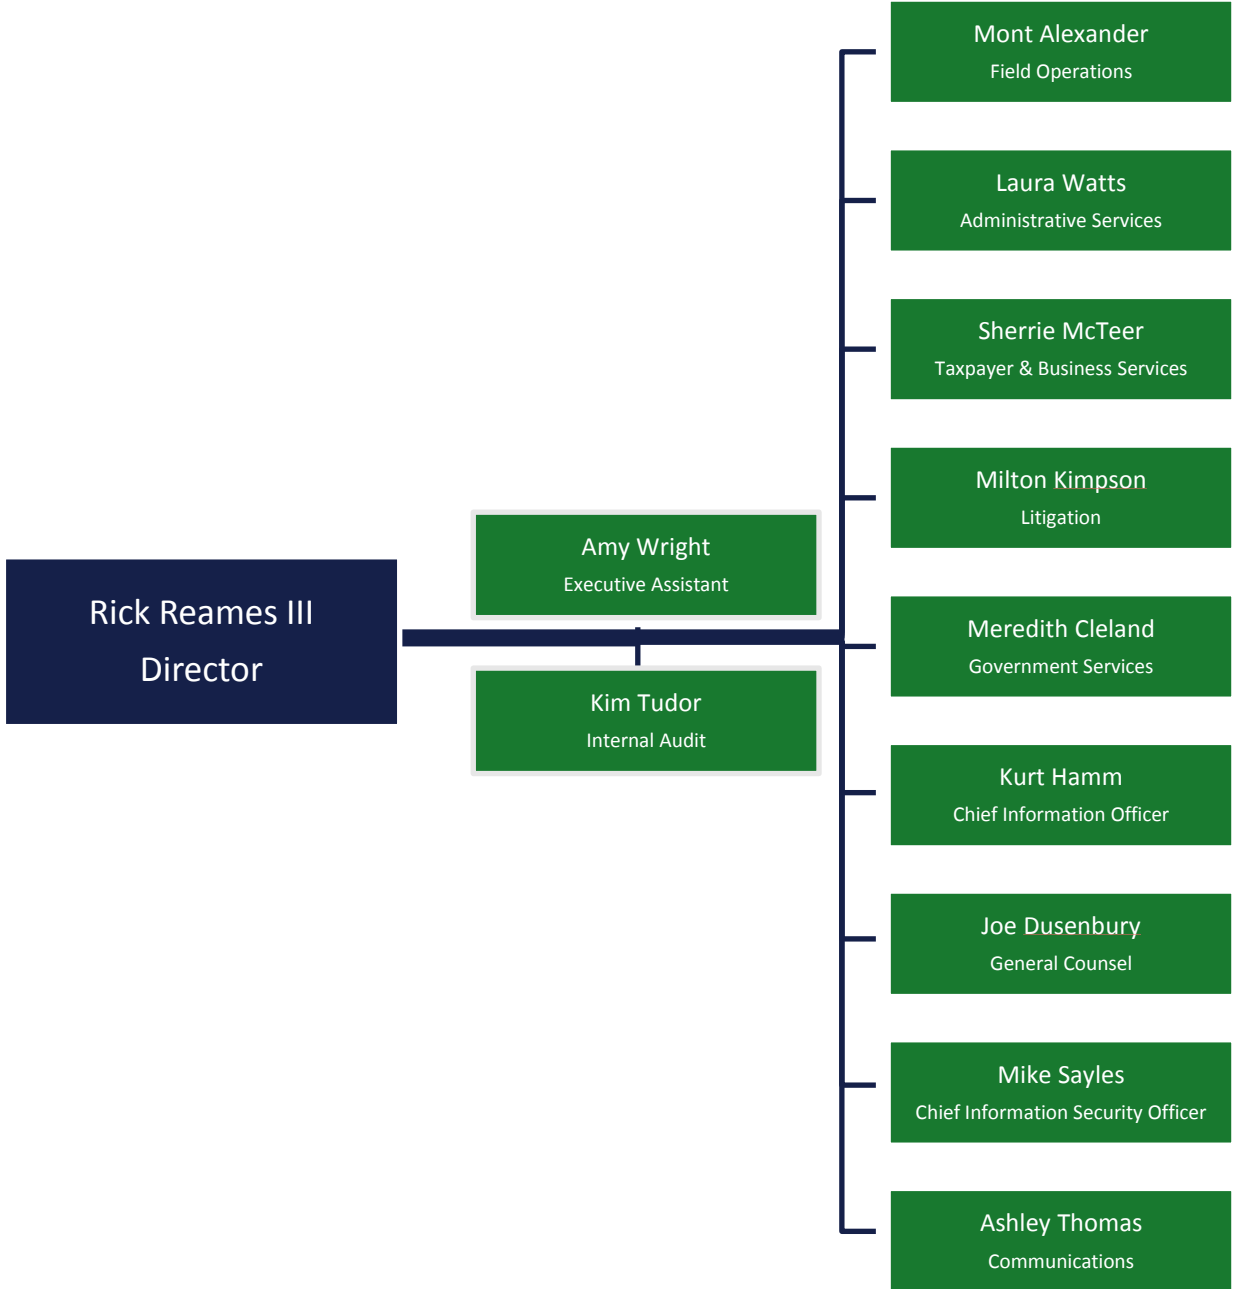 Rick Reames III
Director
Amy Wright
Executive Assistant
Kim Tudor
Internal Audit
Mont Alexander
Field Operations
Laura Watts
Administrative Services
Sherrie McTeer
Taxpayer & Business Services
Milton Kimpson
Litigation
Meredith Cleland
Government Services
Kurt Hamm
Chief Information Officer
Joe Dusenbury
General Counsel
Mike Sayles
Chief Information Security Officer
Ashley Thomas
Communications